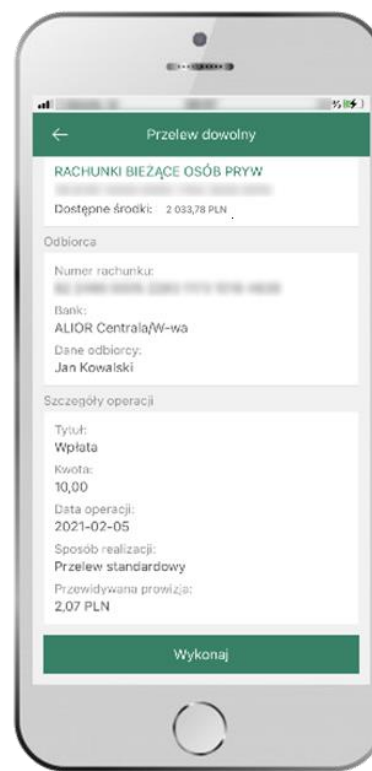 Przelew dowolny
RACHUNKI BIEŻĄCE OSÓB PRYW
Dostępne środki: 2 033,78 PLN
Odbiorca
Numer rachunku:
Bank:
ALIOR Centrala/W-wa
Dane odbiorcy:
Jan Kowalski
Szczegóły operacji
Tytuł:
Wpłata
Kwota:
10,00
Data operacji:
2021-02-05
Sposób realizacji:
Przelew standardowy
Przewidywana prowizja:
2,07 PLN
Wykonaj